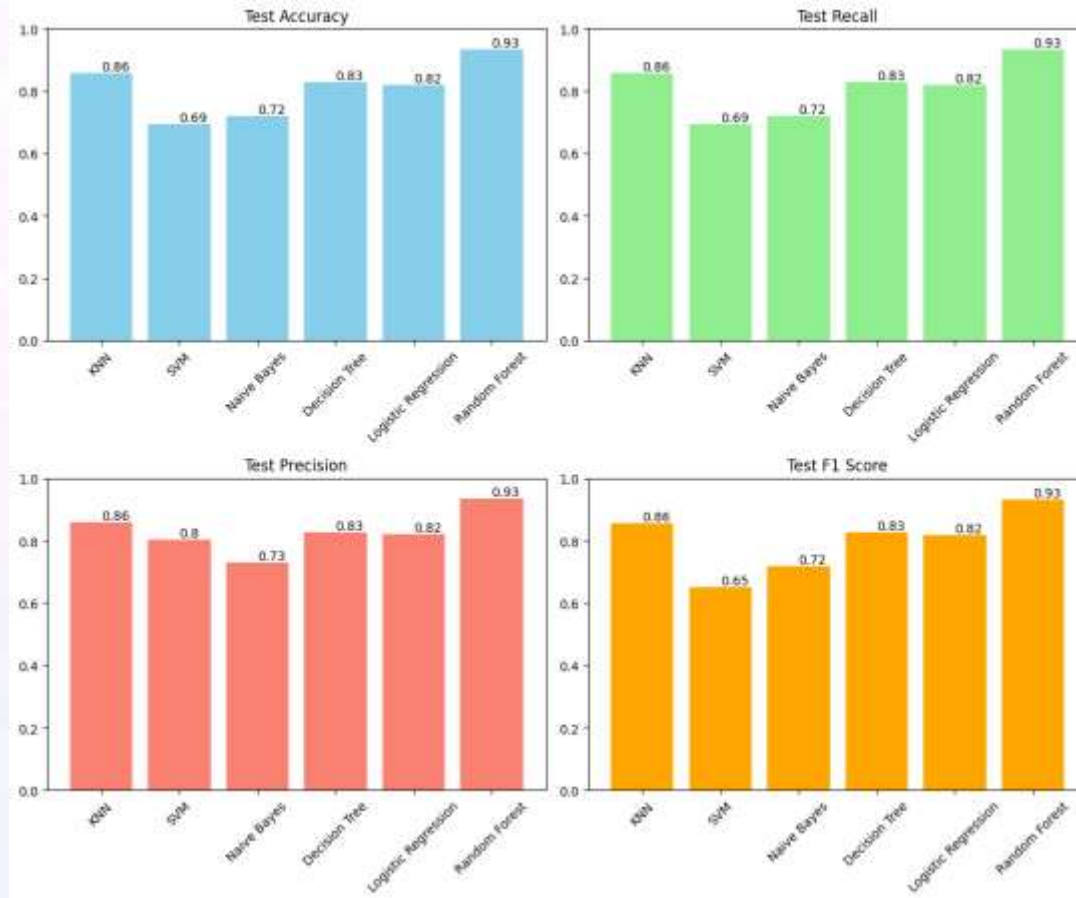 Test Accuracy
1.0
0.8
0.6
0.4
0.2
0.0
0.86
0.69
0.72
0.83
0.82
0.93
KNN
SVM
Naive Bayes
Decision Tree
Logistic Regression
Random Forest
Test Recall
1.0
0.8
0.6
0.4
0.2
0.0
0.86
0.69
0.72
0.83
0.82
0.93
KNN
SVM
Naive Bayes
Decision Tree
Logistic Regression
Random Forest
Test Precision
1.0
0.8
0.6
0.4
0.2
0.0
0.86
0.8
0.73
0.83
0.82
0.93
KNN
SVM
Naive Bayes
Decision Tree
Logistic Regression
Random Forest
Test F1 Score
1.0
0.8
0.6
0.4
0.2
0.0
0.86
0.65
0.72
0.83
0.82
0.93
KNN
SVM
Naive Bayes
Decision Tree
Logistic Regression
Random Forest